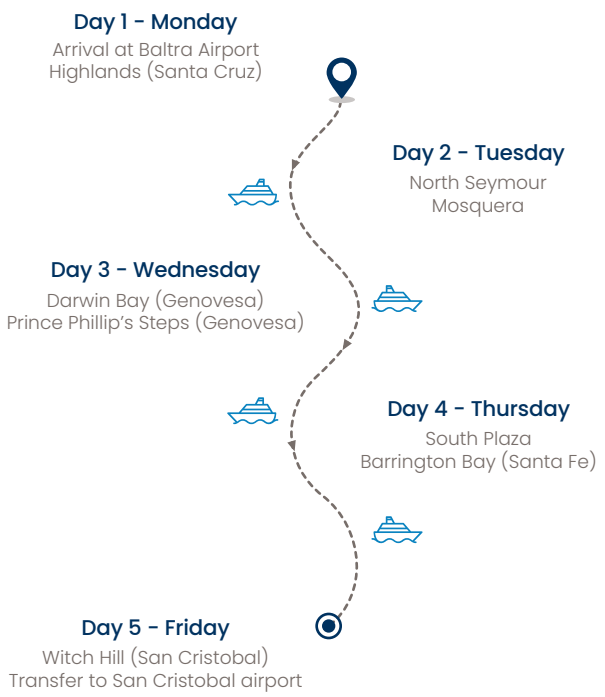 Day 1 - Monday
Arrival at Baltra Airport
Highlands (Santa Cruz)
Day 2 - Tuesday
North Seymour
Mosquera
Day 3 - Wednesday
Darwin Bay (Genovesa)
Prince Phillip's Steps (Genovesa)
Day 4 - Thursday
South Plaza
Barrington Bay (Santa Fe)
Day 5 - Friday
Witch Hill (San Cristobal)
Transfer to San Cristobal airport